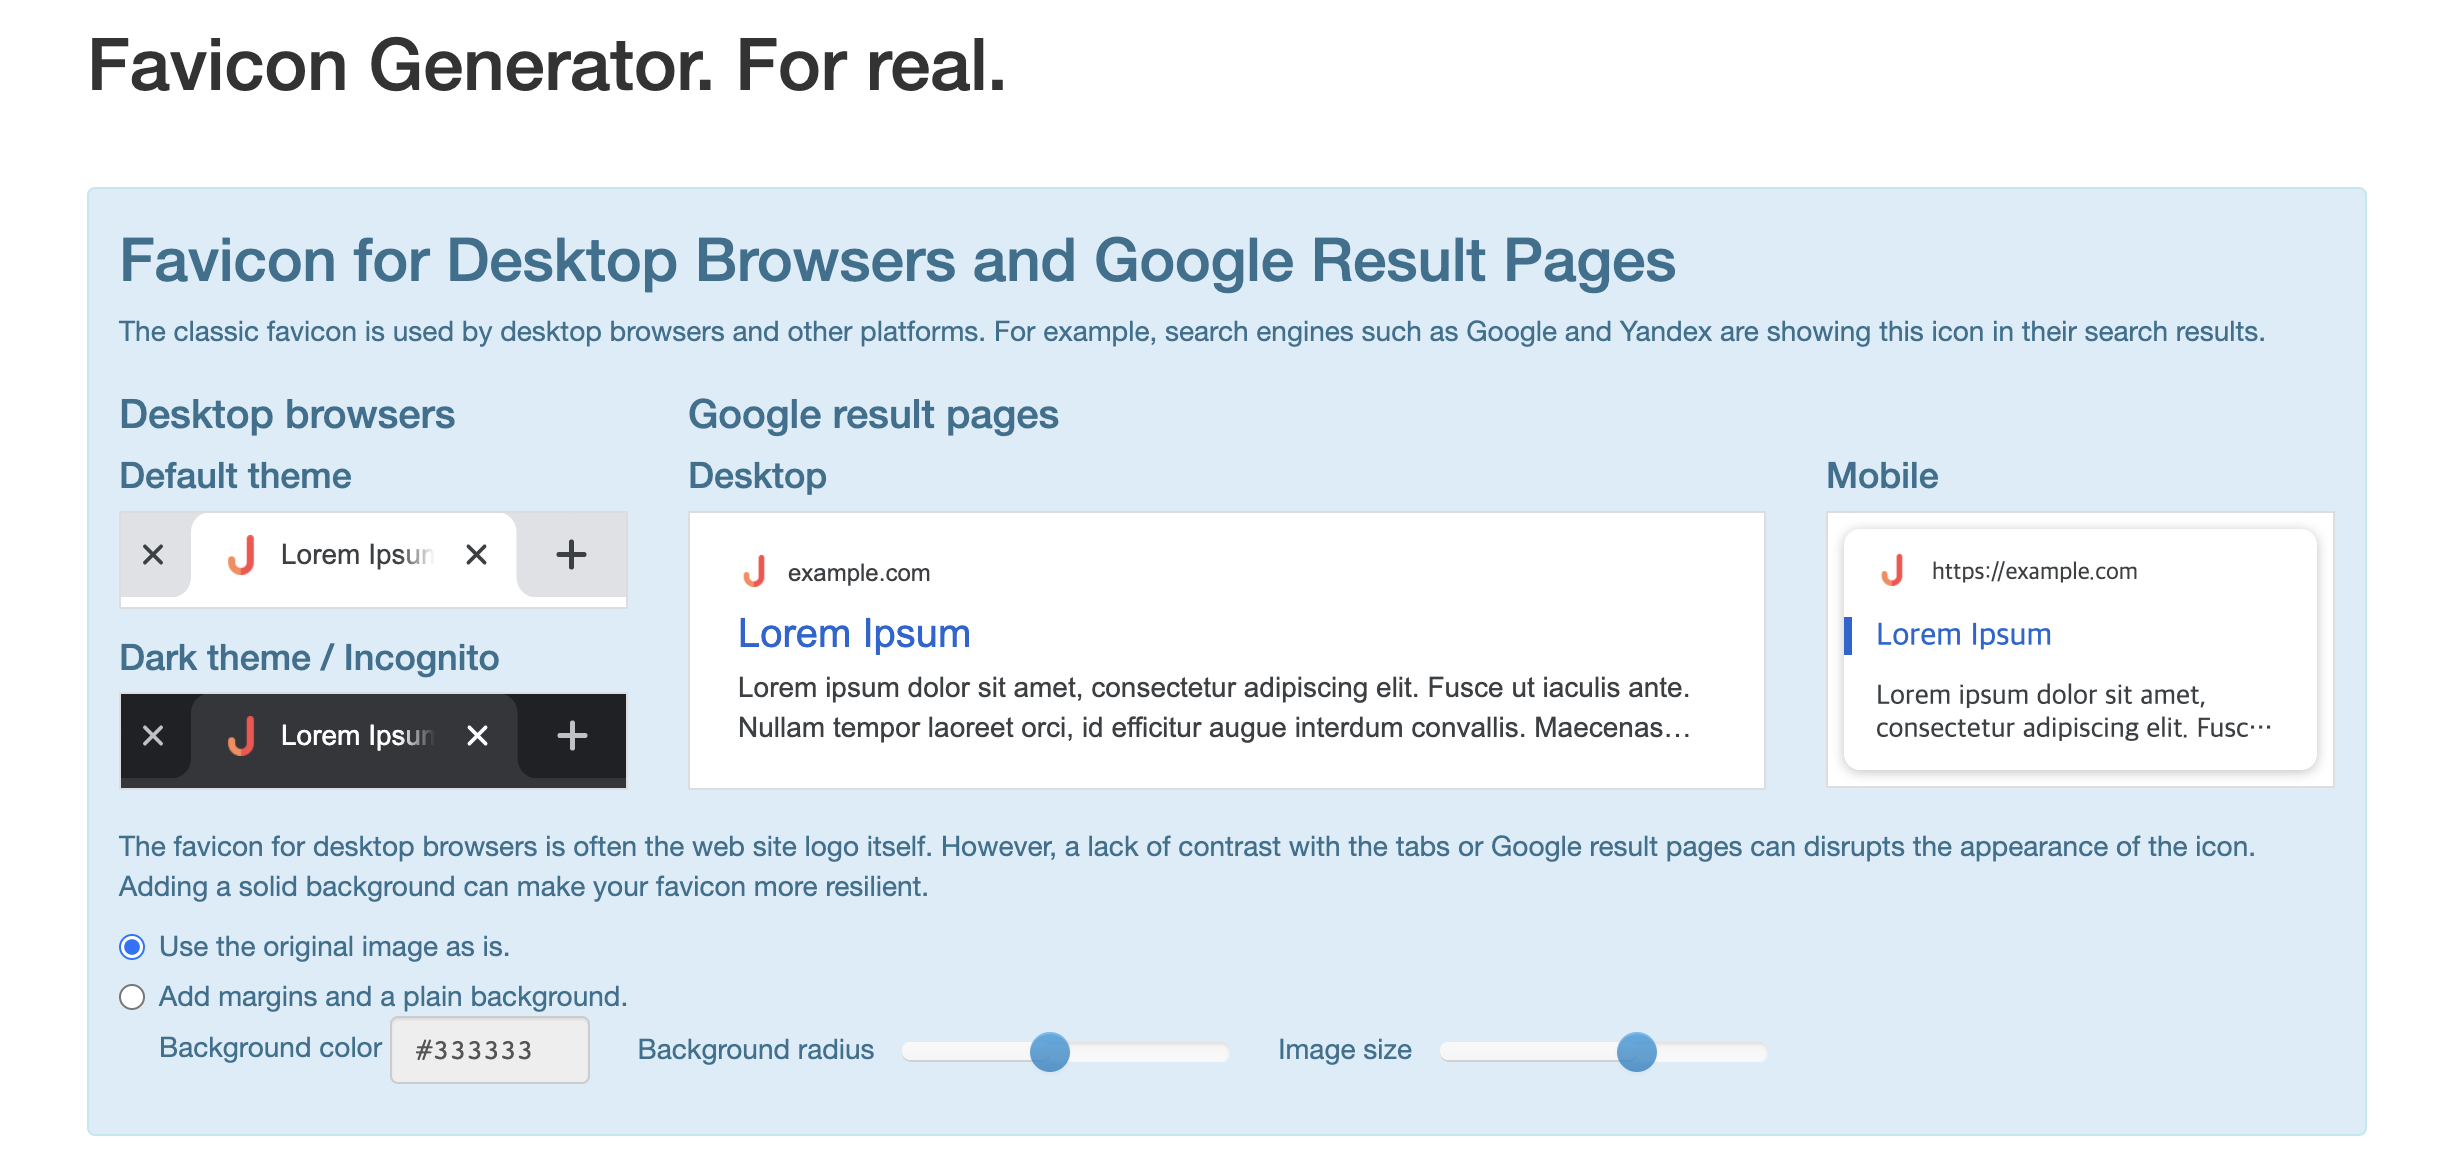 Favicon Generator. For real.
Favicon for Desktop Browsers and Google Result Pages
The classic favicon is used by desktop browsers and other platforms. For example, search engines such as Google and Yandex are showing this icon in their search results.
Desktop browsers
Default theme
Lorem Ipsum
Dark theme / Incognito
Lorem Ipsum
Google result pages
Desktop
example.com
Lorem Ipsum
Lorem ipsum dolor sit amet, consectetur adipiscing elit. Fusce ut iaculis ante.
Nullam tempor laoreet orci, id efficitur augue interdum convallis. Maecenas...
Mobile
https://example.com
Lorem Ipsum
Lorem ipsum dolor sit amet,
consectetur adipiscing elit. Fusc...
The favicon for desktop browsers is often the web site logo itself. However, a lack of contrast with the tabs or Google result pages can disrupts the appearance of the icon.
Adding a solid background can make your favicon more resilient.
Use the original image as is.
Add margins and a plain background.
Background color #333333 Background radius Image size